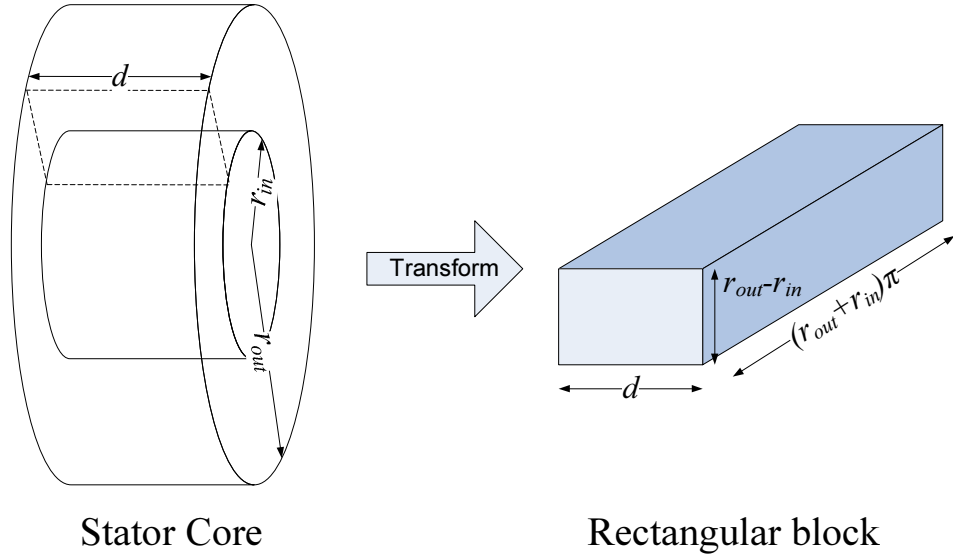 d
r_in
r_out
Transform
r_out-r_in
(r_out+r_in)π
d
Stator Core
Rectangular block